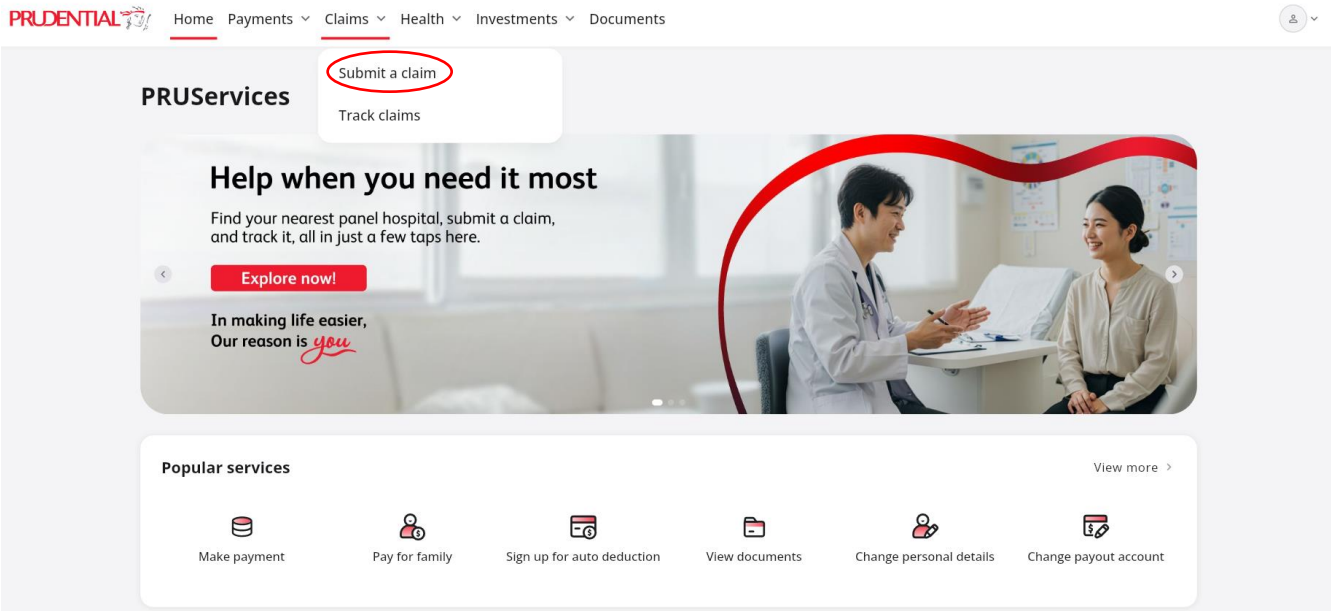 PRUDENTIAL Home Payments Claims Health Investments Documents
Submit a claim
Track claims
PRUServices
Help when you need it most
Find your nearest panel hospital, submit a claim,
and track it, all in just a few taps here.
Explore now!
In making life easier,
Our reason is you
Popular services View more
Make payment Pay for family Sign up for auto deduction View documents Change personal details Change payout account